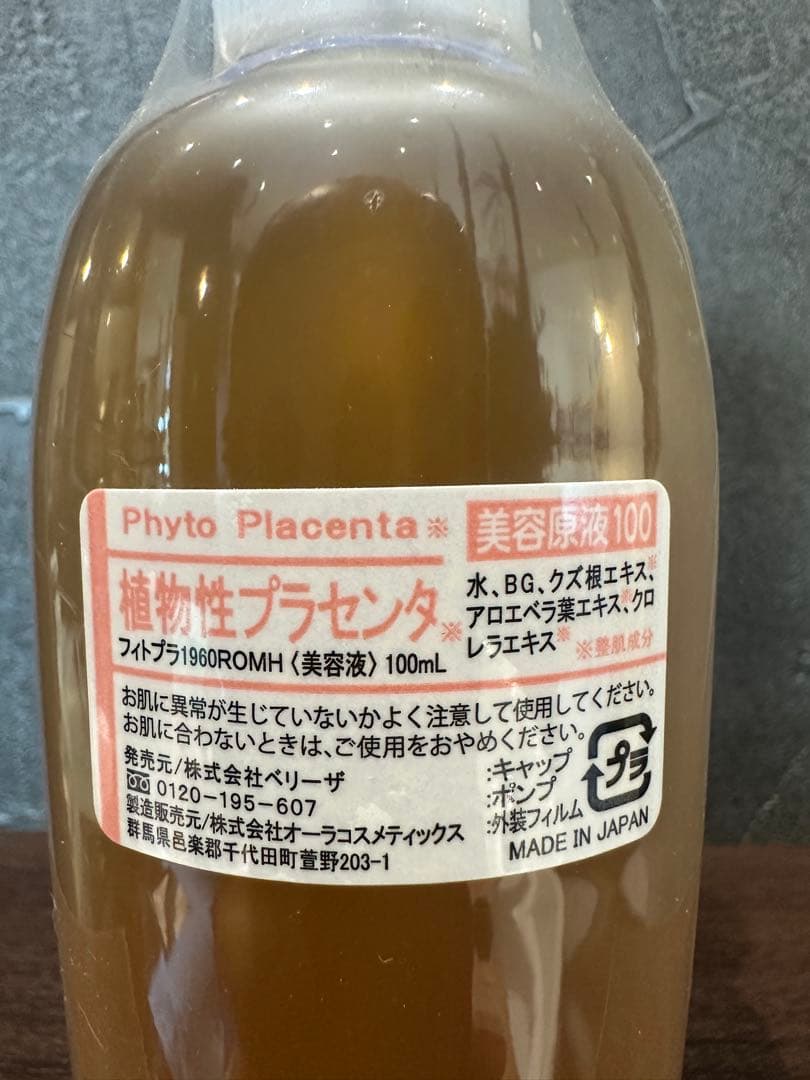 Phyto Placenta※
植物性プラセンタ※
フィトプラ1960ROMH〈美容液〉100mL
美容原液100
水、BG、クズ根エキス※、
アロエベラ葉エキス※、クロ
レラエキス※ ※整肌成分
お肌に異常が生じていないかよく注意して使用してください。
お肌に合わないときは、ご使用をおやめください。
発売元/株式会社ベリーザ
0120-195-607
製造販売元/株式会社オーラコスメティックス
群馬県邑楽郡千代田町萱野203-1
:キャップ
:ポンプ
:外装フィルム
プラ
MADE IN JAPAN